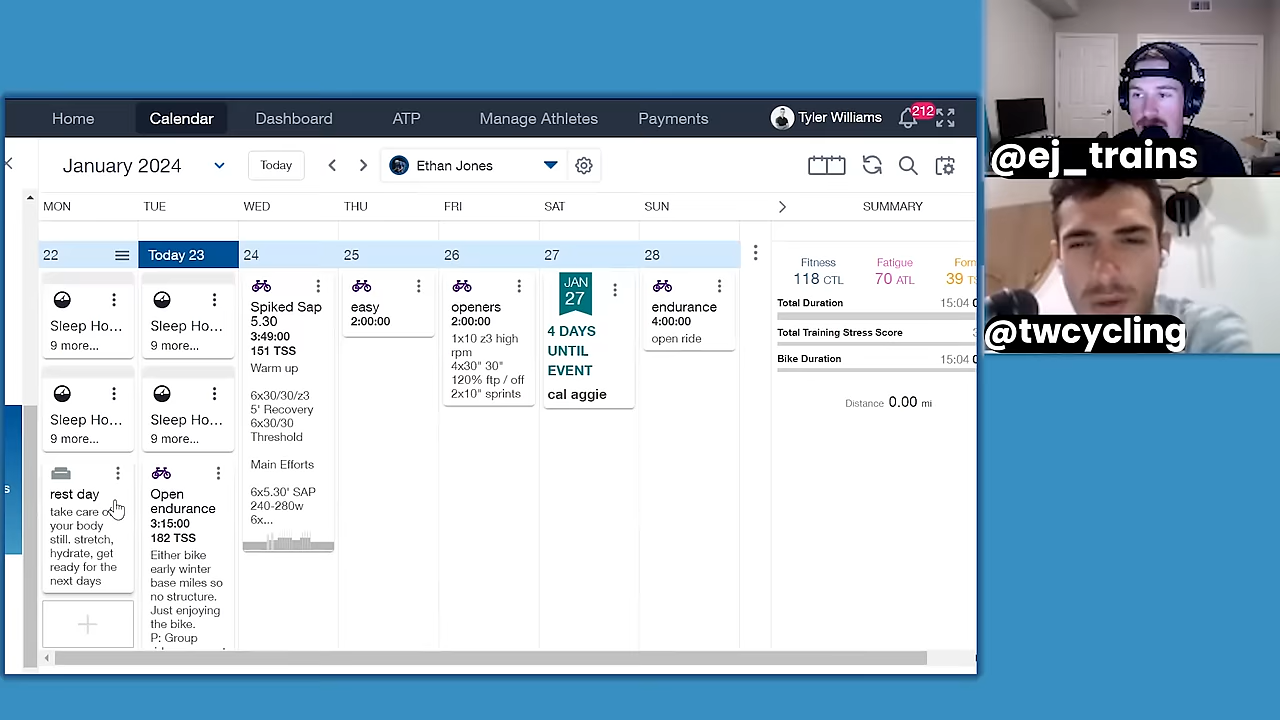 Home Calendar Dashboard ATP Manage Athletes Payments Tyler Williams 212
January 2024 Today Ethan Jones
MON TUE WED THU FRI SAT SUN SUMMARY
22 Today 23 24 25 26 27 28
Sleep Ho...
9 more...
Sleep Ho...
9 more...
rest day
take care o
your body
still. stretch,
hydrate, get
ready for the
next days
Sleep Ho...
9 more...
Sleep Ho...
9 more...
Open
endurance
3:15:00
182 TSS
Either bike
early winter
base miles so
no structure.
Just enjoying
the bike.
P: Group
Spiked Sap
5.30
3:49:00
151 TSS
Warm up
6x30/30/z3
5' Recovery
6x30/30
Threshold
Main Efforts
6x5.30' SAP
240-280w
6x...
easy
2:00:00
openers
2:00:00
1x10 z3 high
rpm
4x30" 30"
120% ftp / off
2x10" sprints
JAN
27
4 DAYS
UNTIL
EVENT
cal aggie
endurance
4:00:00
open ride
Fitness Fatigue Form
118 CTL 70 ATL 39 TS
Total Duration 15:04 0
Total Training Stress Score 3
Bike Duration 15:04 0
Distance 0.00 mi
s
@ej_trains
@twcycling